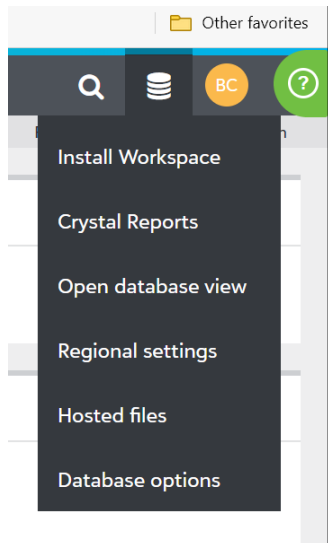 Other favorites
BC
?
Install Workspace
Crystal Reports
Open database view
Regional settings
Hosted files
Database options